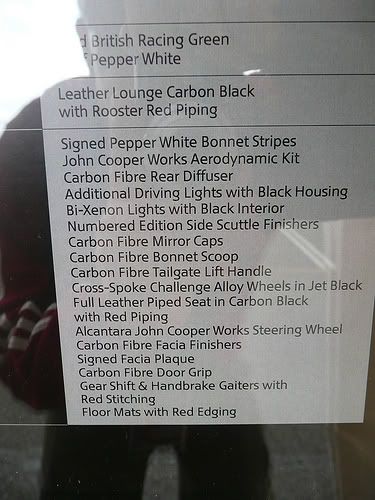 British Racing Green
Pepper White
Leather Lounge Carbon Black
with Rooster Red Piping
Signed Pepper White Bonnet Stripes
John Cooper Works Aerodynamic Kit
Carbon Fibre Rear Diffuser
Additional Driving Lights with Black Housing
Bi-Xenon Lights with Black Interior
Numbered Edition Side Scuttle Finishers
Carbon Fibre Mirror Caps
Carbon Fibre Bonnet Scoop
Carbon Fibre Tailgate Lift Handle
Cross-Spoke Challenge Alloy Wheels in Jet Black
Full Leather Piped Seat in Carbon Black
with Red Piping
Alcantara John Cooper Works Steering Wheel
Carbon Fibre Facia Finishers
Signed Facia Plaque
Carbon Fibre Door Grip
Gear Shift & Handbrake Gaiters with
Red Stitching
Floor Mats with Red Edging